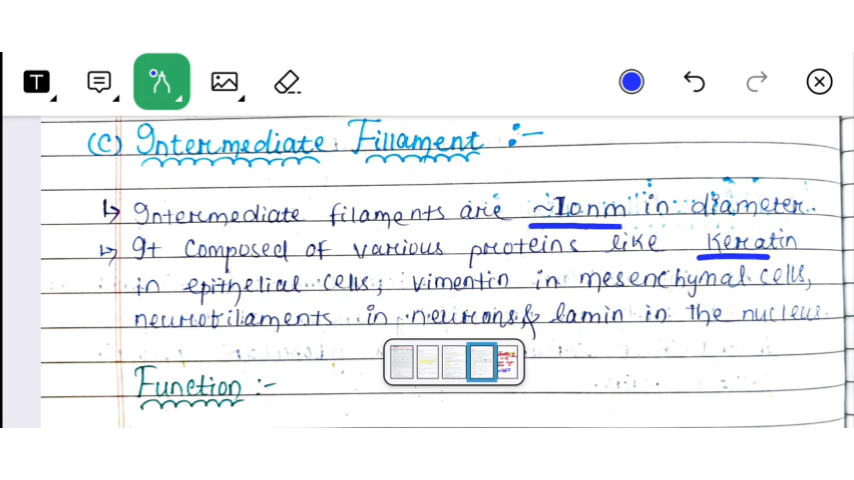 T
(C) Intermediate Fillament :-
↳ Intermediate filaments are ~10nm in diameter.
↳ It composed of various proteins like Keratin
in epithelial cells; vimentin in mesenchymal cells,
neurofilaments in neurons & lamin in the nucleus.
Function :-